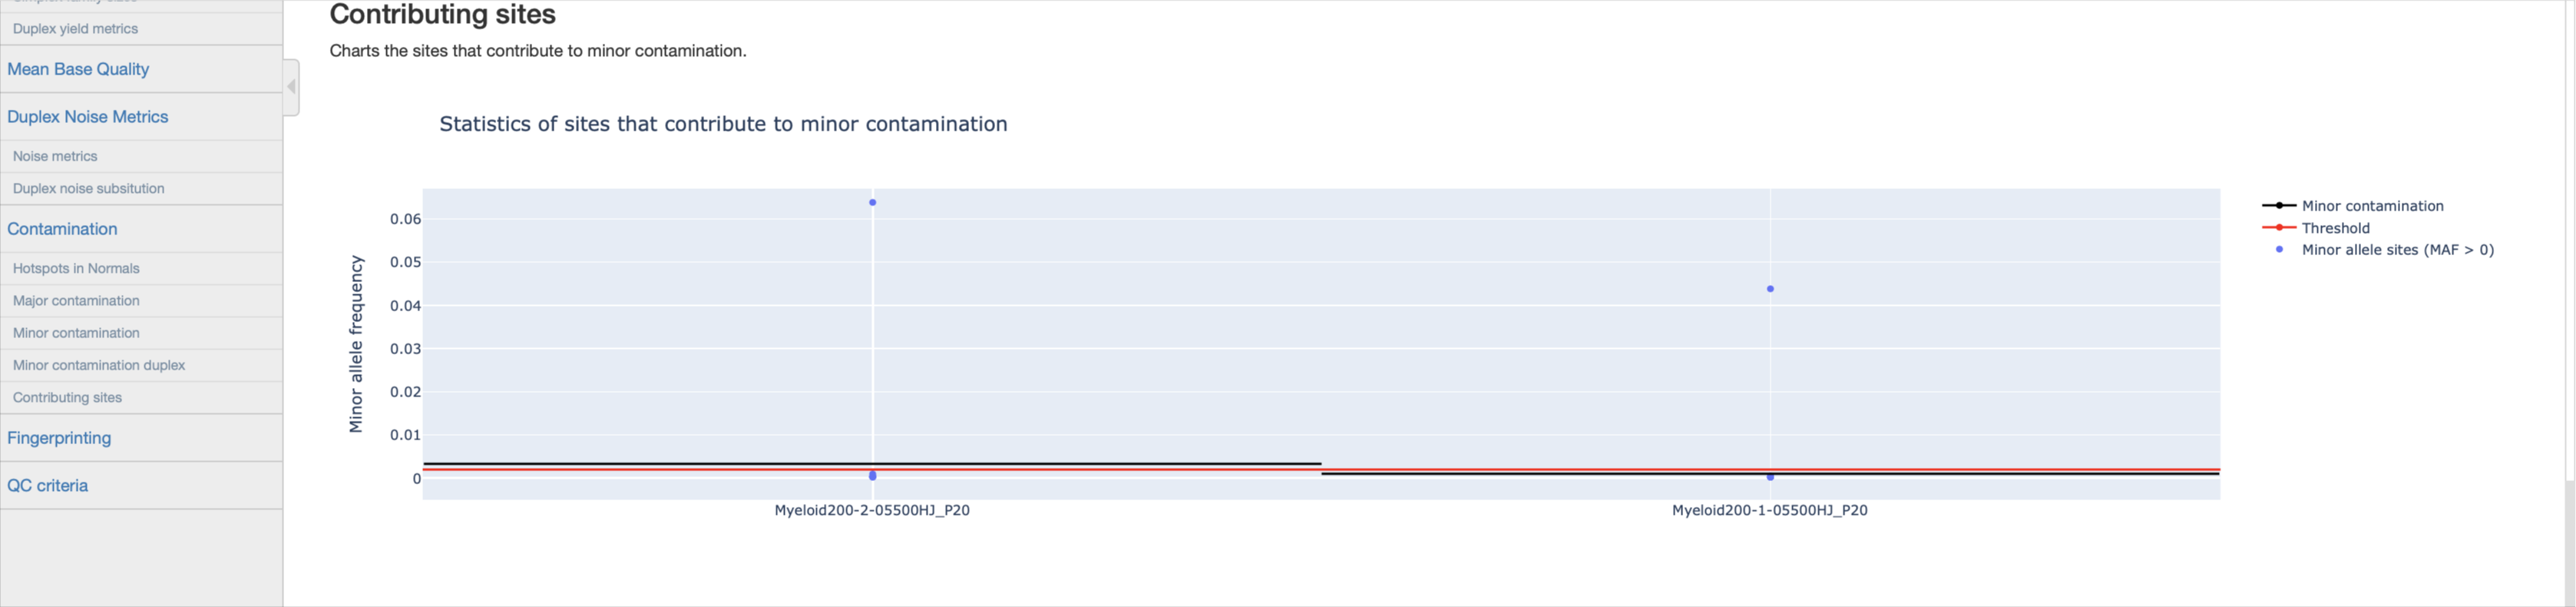 Duplex yield metrics
Mean Base Quality
Duplex Noise Metrics
Noise metrics
Duplex noise subsitution
Contamination
Hotspots in Normals
Major contamination
Minor contamination
Minor contamination duplex
Contributing sites
Fingerprinting
QC criteria
Contributing sites
Charts the sites that contribute to minor contamination.
Statistics of sites that contribute to minor contamination
Minor allele frequency
0.06
0.05
0.04
0.03
0.02
0.01
0
Myeloid200-2-05500HJ_P20
Myeloid200-1-05500HJ_P20
Minor contamination
Threshold
Minor allele sites (MAF > 0)